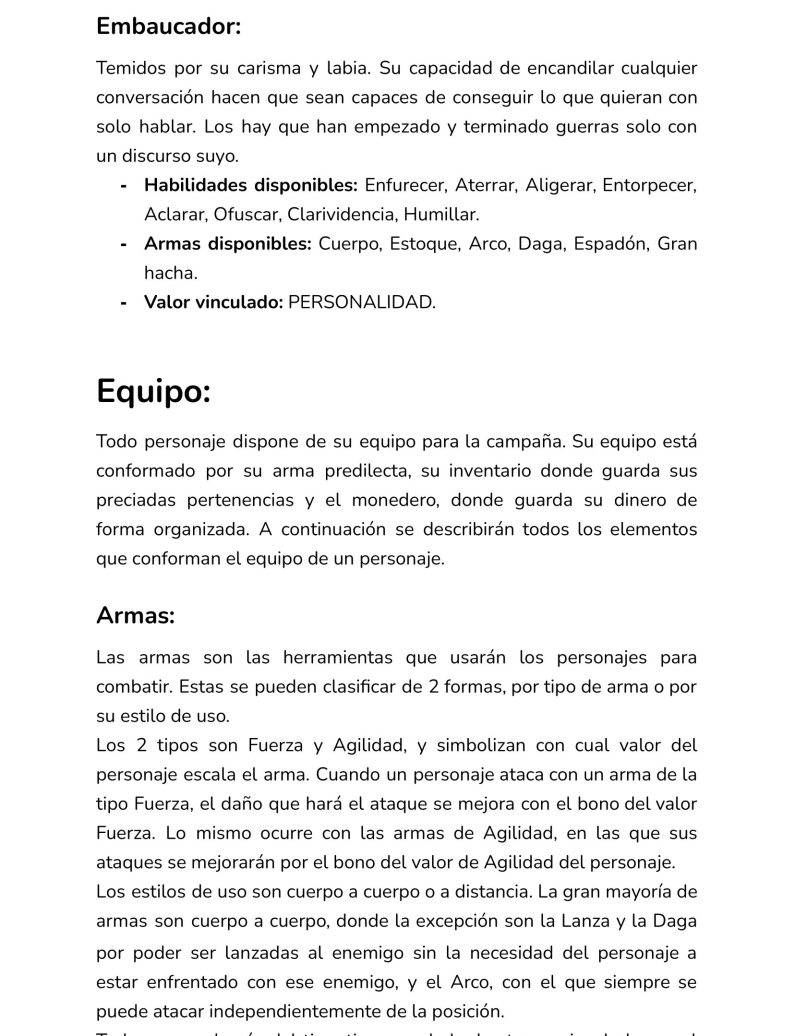 Embaucador:
Temidos por su carisma y labia. Su capacidad de encandilar cualquier
conversación hacen que sean capaces de conseguir lo que quieran con
solo hablar. Los hay que han empezado y terminado guerras solo con
un discurso suyo.
- Habilidades disponibles: Enfurecer, Aterrar, Aligerar, Entorpecer,
Aclarar, Ofuscar, Clarividencia, Humillar.
- Armas disponibles: Cuerpo, Estoque, Arco, Daga, Espadón, Gran
hacha.
- Valor vinculado: PERSONALIDAD.
Equipo:
Todo personaje dispone de su equipo para la campaña. Su equipo está
conformado por su arma predilecta, su inventario donde guarda sus
preciadas pertenencias y el monedero, donde guarda su dinero de
forma organizada. A continuación se describirán todos los elementos
que conforman el equipo de un personaje.
Armas:
Las armas son las herramientas que usarán los personajes para
combatir. Estas se pueden clasificar de 2 formas, por tipo de arma o por
su estilo de uso.
Los 2 tipos son Fuerza y Agilidad, y simbolizan con cual valor del
personaje escala el arma. Cuando un personaje ataca con un arma de la
tipo Fuerza, el daño que hará el ataque se mejora con el bono del valor
Fuerza. Lo mismo ocurre con las armas de Agilidad, en las que sus
ataques se mejorarán por el bono del valor de Agilidad del personaje.
Los estilos de uso son cuerpo a cuerpo o a distancia. La gran mayoría de
armas son cuerpo a cuerpo, donde la excepción son la Lanza y la Daga
por poder ser lanzadas al enemigo sin la necesidad del personaje a
estar enfrentado con ese enemigo, y el Arco, con el que siempre se
puede atacar independientemente de la posición.